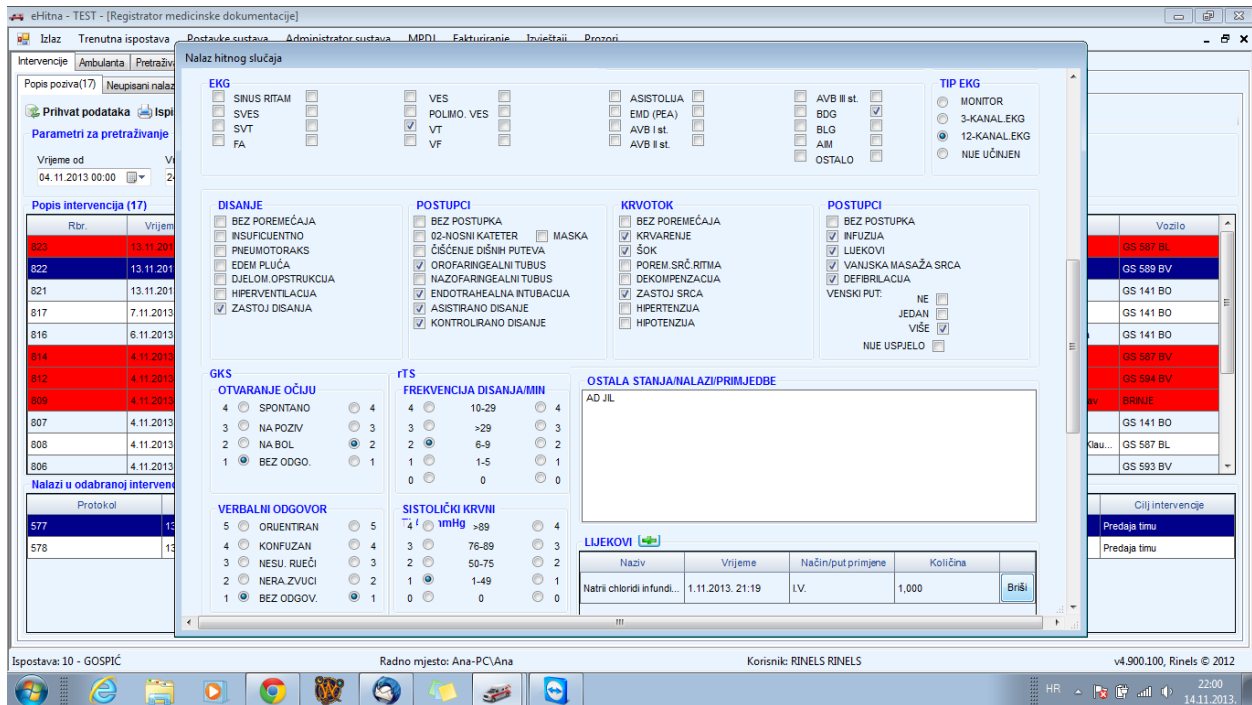 eHitna - TEST - [Registrator medicinske dokumentacije]
Izlaz Trenutna ispostava Postavke sustava Administrator sustava MPDJ Fakturiranje Izvještaji Prozori
Nalaz hitnog slučaja
Intervencije Ambulanta
Popis poziva(17) Neupisani
Prihvat podataka
Parametri za pretraživanje
Vrijeme od
04.11.2013 00:00
Popis intervencija (17)
Rbr. Vozilo
823 GS 587 BL
822 GS 589 BV
821 GS 141 BO
817 7.11.2013 GS 141 BO
816 6.11.2013 GS 141 BO
814 4.11.2013 GS 587 BV
812 4.11.2013 GS 594 BV
809 4.11.2013 BRINJE
807 4.11.2013 GS 141 BO
808 4.11.2013 GS 587 BL
806 4.11.2013 GS 593 BV
Nalazi u odabranoj
Protokol Cilj intervencije
577 Predaja timu
578 Predaja timu
EKG
SINUS RITAM VES ASISTOLIJA AVB III st.
SVES POLIMO. VES EMD (PEA) BDG
SVT VT AVB I st. BLG
FA VF AVB II st. AIM
OSTALO
TIP EKG
MONITOR
3-KANAL.EKG
12-KANAL.EKG
NIJE UČINJEN
DISANJE
BEZ POREMEĆAJA
INSUFICIJENTNO
PNEUMOTORAKS
EDEM PLUĆA
DJELOM.OPSTRUKCIJA
HIPERVENTILACIJA
ZASTOJ DISANJA
POSTUPCI
BEZ POSTUPKA
02-NOSNI KATETER MASKA
ČIŠĆENJE DIŠNIH PUTEVA
OROFARINGEALNI TUBUS
NAZOFARINGEALNI TUBUS
ENDOTRAHEALNA INTUBACIJA
ASISTIRANO DISANJE
KONTROLIRANO DISANJE
KRVOTOK
BEZ POREMEĆAJA
KRVARENJE
ŠOK
POREM.SRČ.RITMA
DEKOMPENZACIJA
ZASTOJ SRCA
HIPERTENZIJA
HIPOTENZIJA
POSTUPCI
BEZ POSTUPKA
INFUZIJA
LIJEKOVI
VANJSKA MASAŽA SRCA
DEFIBRILACIJA
VENSKI PUT:
NE
JEDAN
VIŠE
NIJE USPJELO
GKS
OTVARANJE OČIJU
4 SPONTANO 4
3 NA POZIV 3
2 NA BOL 2
1 BEZ ODGO. 1
VERBALNI ODGOVOR
5 ORIJENTIRAN 5
4 KONFUZAN 4
3 NESU. RIJEČI 3
2 NERA.ZVUCI 2
1 BEZ ODGOV. 1
rTS
FREKVENCIJA DISANJA/MIN
4 10-29 4
3 >29 3
2 6-9 2
1 1-5 1
0 0 0
SISTOLIČKI KRVNI
mmHg
4 >89 4
3 76-89 3
2 50-75 2
1 1-49 1
0 0 0
OSTALA STANJA/NALAZI/PRIMJEDBE
AD JIL
LIJEKOVI
Naziv Vrijeme Način/put primjene Količina
Natrii chloridi infundi... 1.11.2013. 21:19 I.V. 1,000 Briši
Ispostava: 10 - GOSPIĆ Radno mjesto: Ana-PC\Ana Korisnik: RINELS RINELS v4.900.100, Rinels © 2012
HR 22:00
14.11.2013.